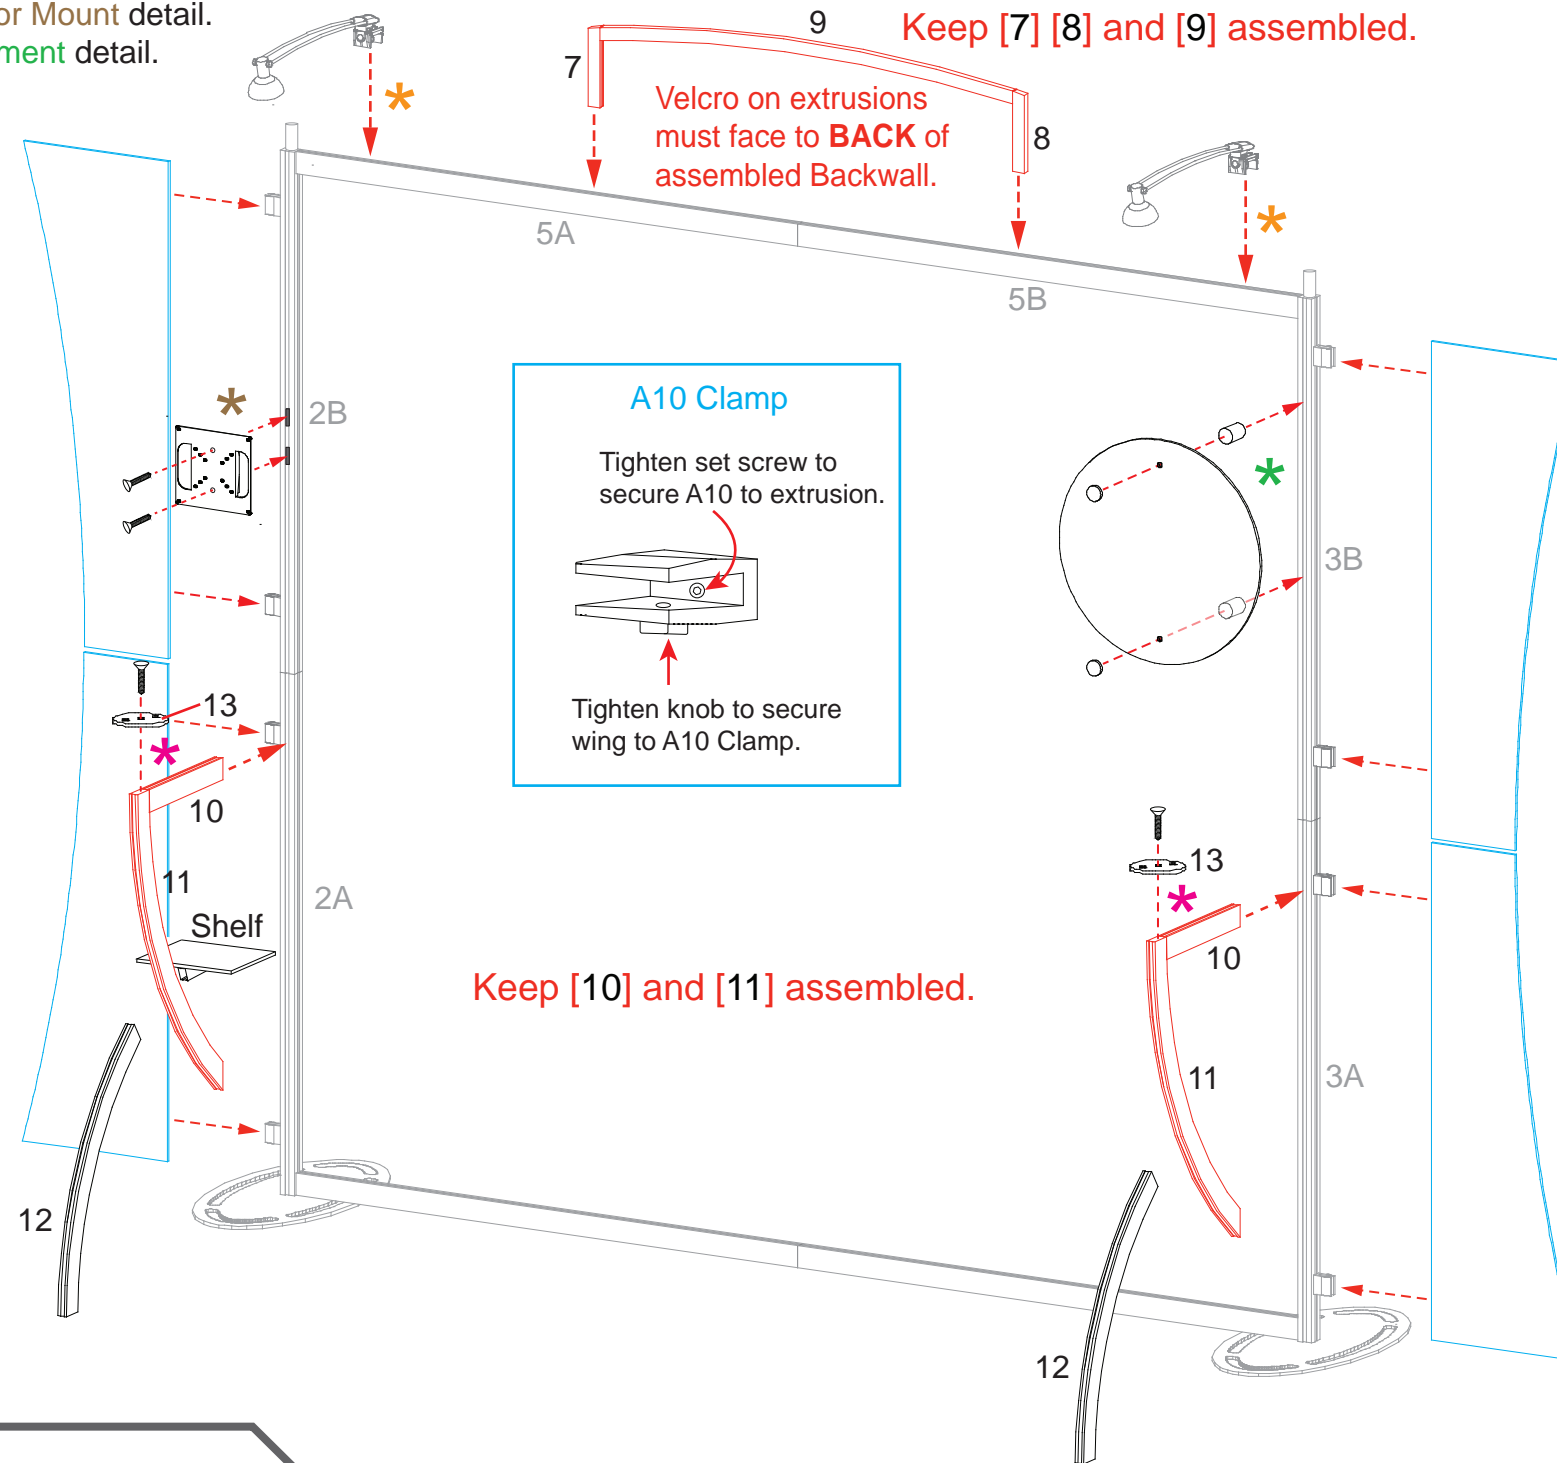 or Mount detail.
ment detail.
9
Keep [7] [8] and [9] assembled.
7
Velcro on extrusions
must face to BACK of
assembled Backwall.
8
*
*
5A
5B
A10 Clamp
Tighten set screw to
secure A10 to extrusion.
Tighten knob to secure
wing to A10 Clamp.
*
2B
*
3B
13
*
10
11
2A
Shelf
13
*
10
Keep [10] and [11] assembled.
11
3A
12
12